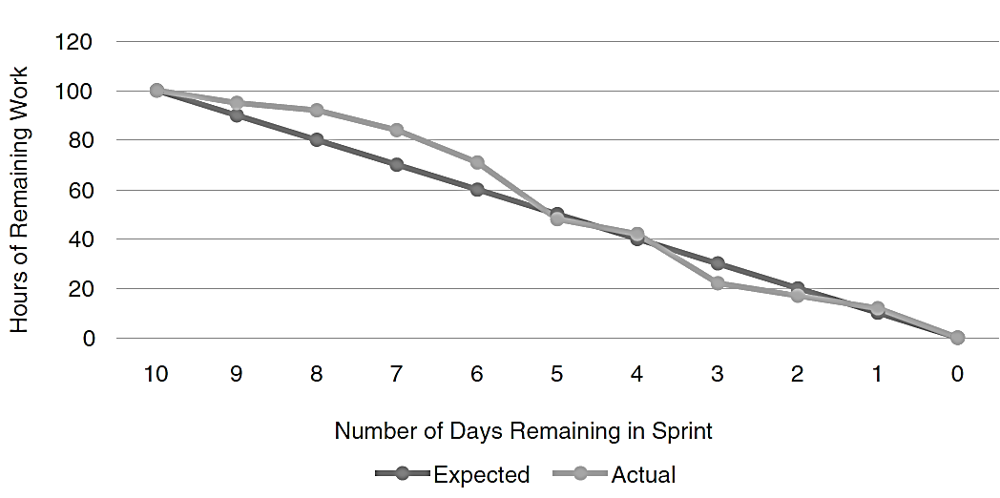 120
100
80
60
40
20
0
Hours of Remaining Work
10 9 8 7 6 5 4 3 2 1 0
Number of Days Remaining in Sprint
Expected Actual